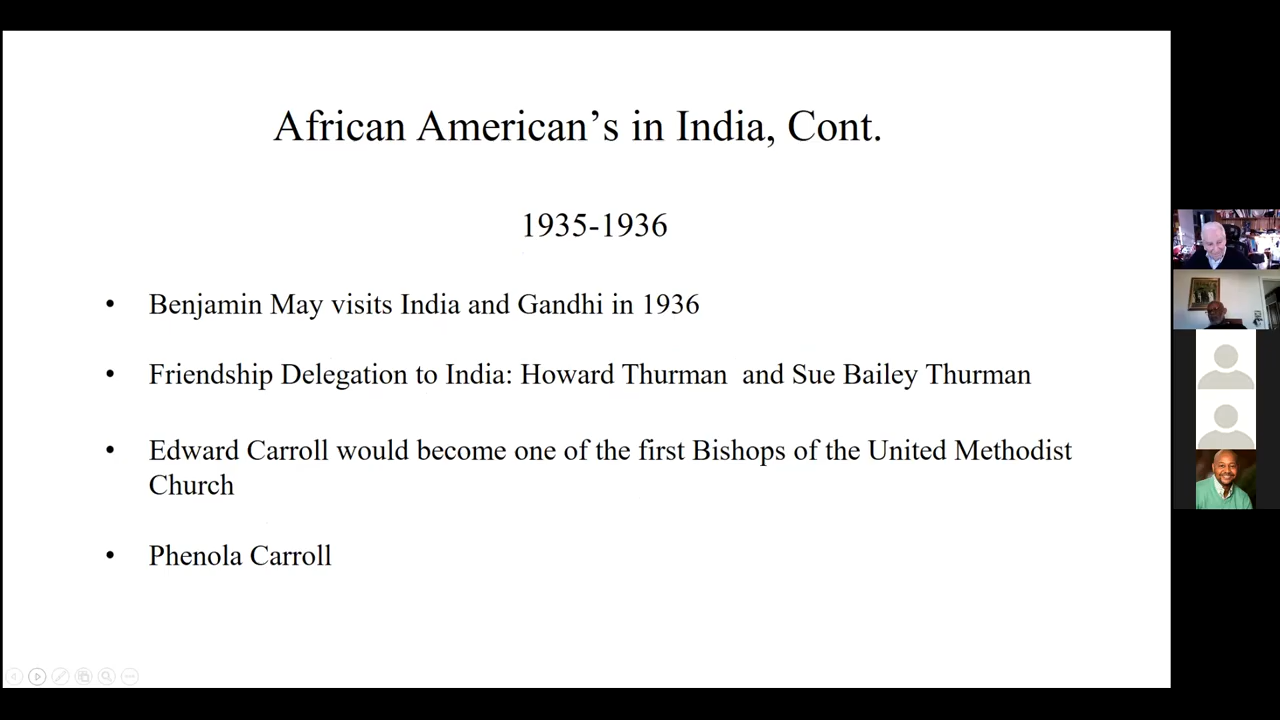 African American’s in India, Cont.
1935-1936
• Benjamin May visits India and Gandhi in 1936
• Friendship Delegation to India: Howard Thurman and Sue Bailey Thurman
• Edward Carroll would become one of the first Bishops of the United Methodist
Church
• Phenola Carroll